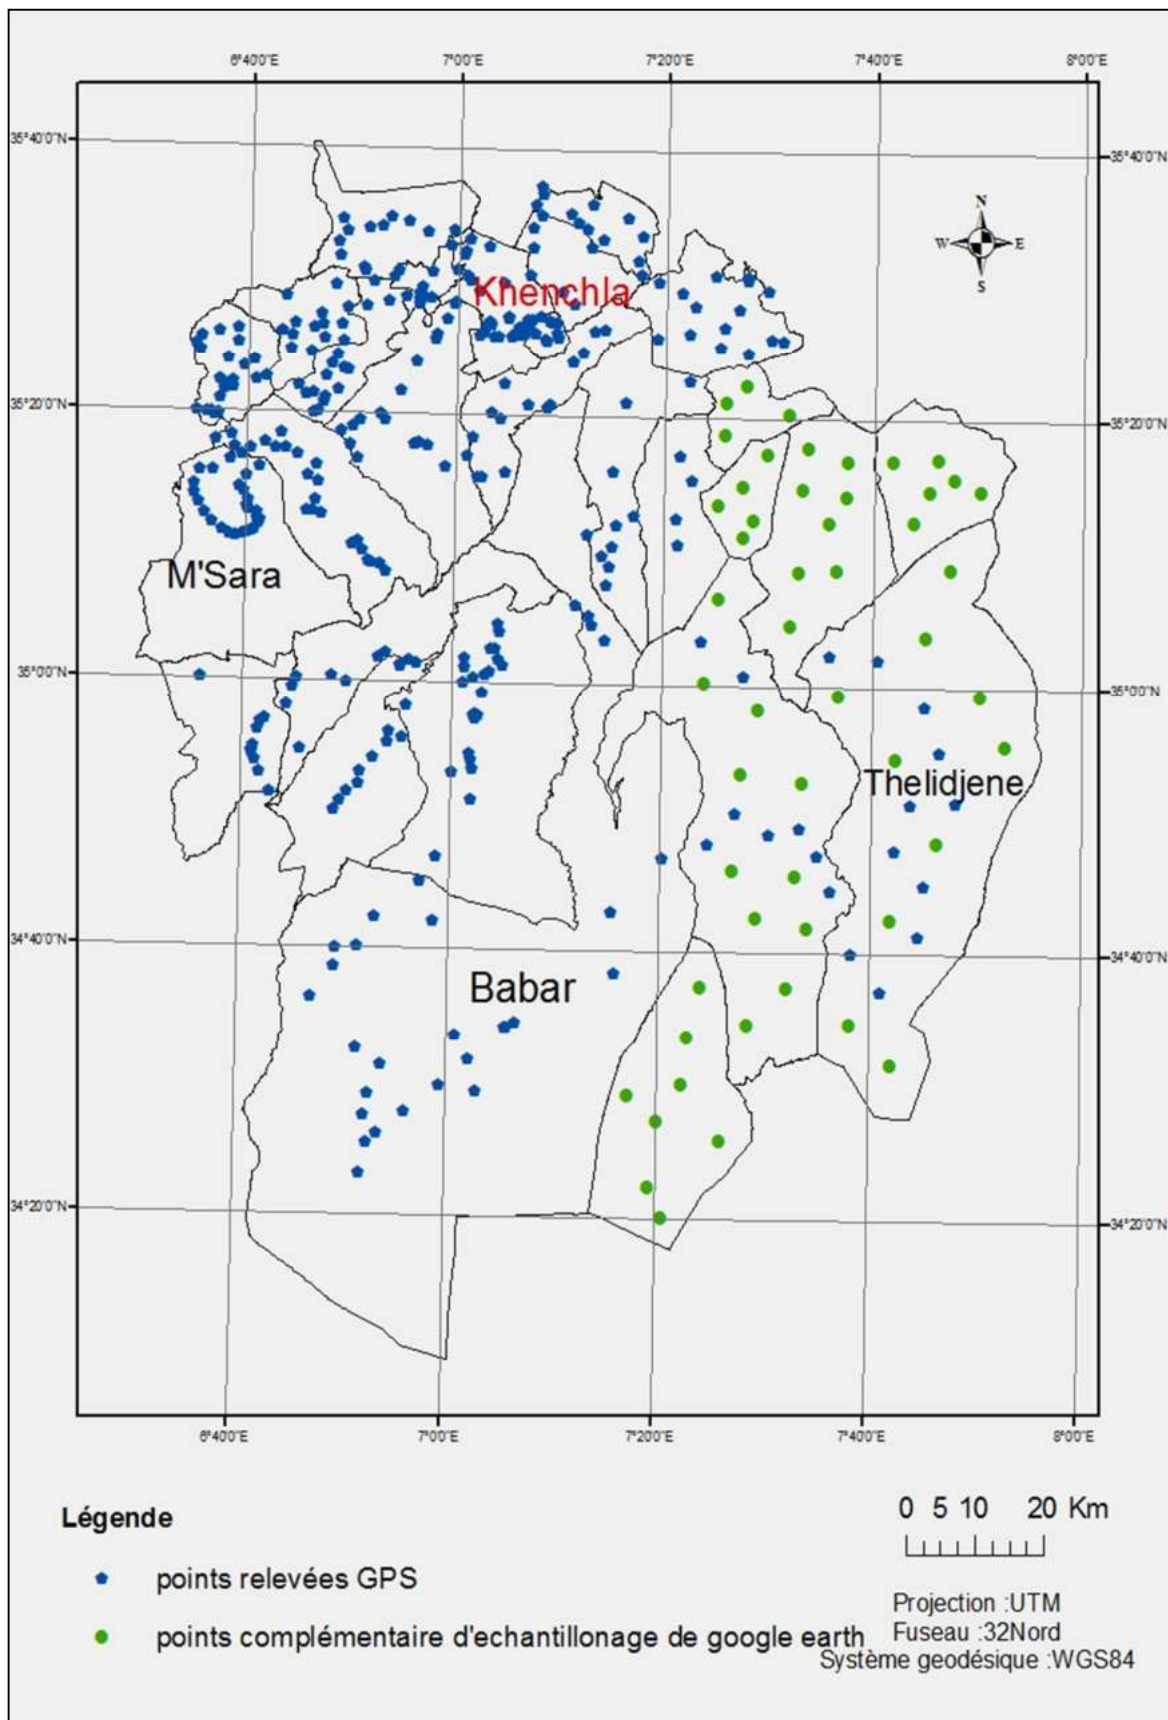 6°40'0"E 7°0'0"E 7°20'0"E 7°40'0"E 8°0'0"E
35°40'0"N 35°40'0"N
N
W E
S
Khenchla
35°20'0"N 35°20'0"N
M'Sara
35°0'0"N 35°0'0"N
Thelidjene
34°40'0"N 34°40'0"N
Babar
34°20'0"N 34°20'0"N
6°40'0"E 7°0'0"E 7°20'0"E 7°40'0"E 8°0'0"E
0 5 10 20 Km
Légende
points relevées GPS
points complémentaire d'echantillonage de google earth
Projection :UTM
Fuseau :32Nord
Système geodésique :WGS84